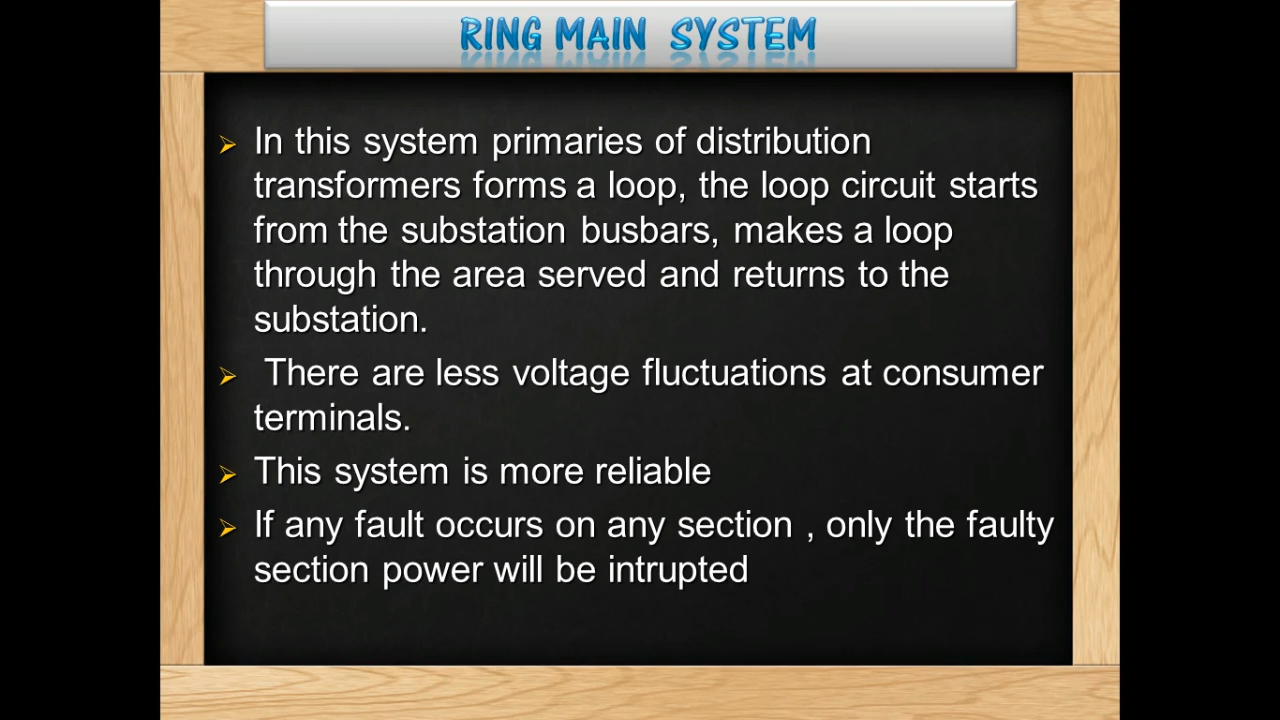 RING MAIN SYSTEM
In this system primaries of distribution
transformers forms a loop, the loop circuit starts
from the substation busbars, makes a loop
through the area served and returns to the
substation.
There are less voltage fluctuations at consumer
terminals.
This system is more reliable
If any fault occurs on any section , only the faulty
section power will be intrupted